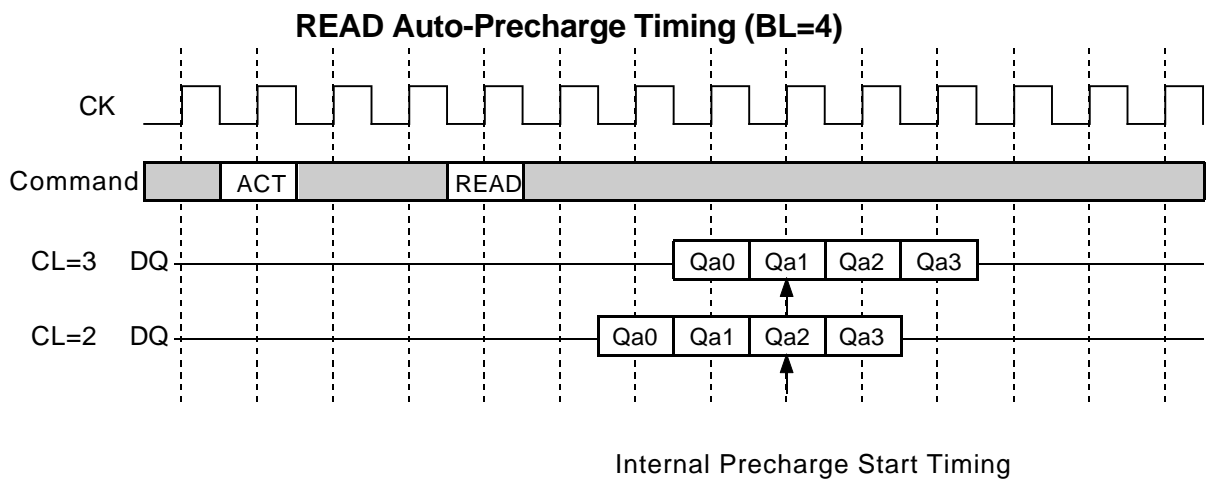 READ Auto-Precharge Timing (BL=4)
CK
Command ACT READ
CL=3 DQ Qa0 Qa1 Qa2 Qa3
CL=2 DQ Qa0 Qa1 Qa2 Qa3
Internal Precharge Start Timing